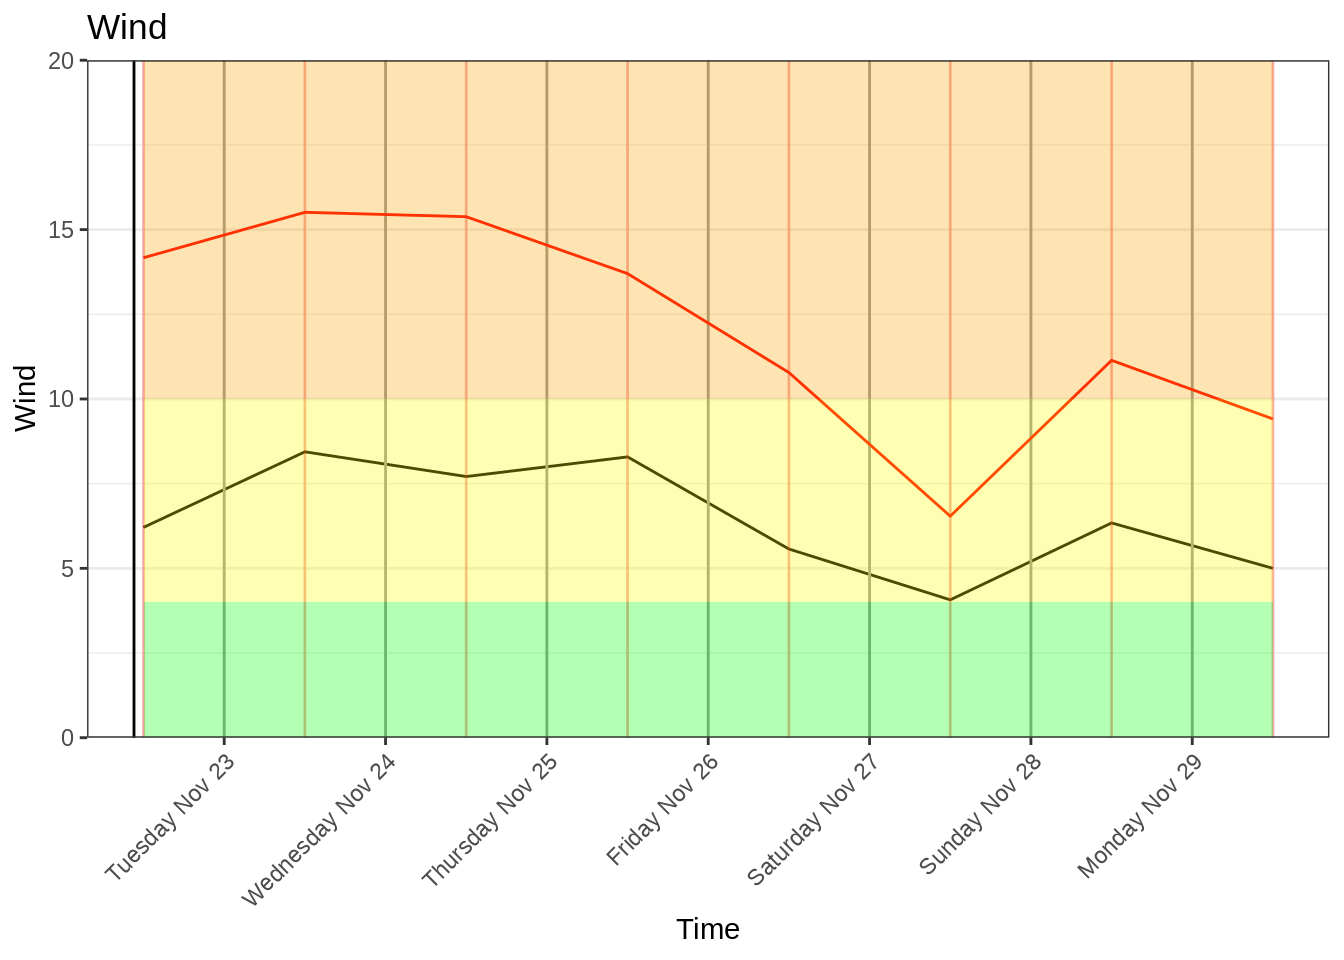 Wind
20
15
10
5
0
Wind
Tuesday Nov 23
Wednesday Nov 24
Thursday Nov 25
Friday Nov 26
Saturday Nov 27
Sunday Nov 28
Monday Nov 29
Time